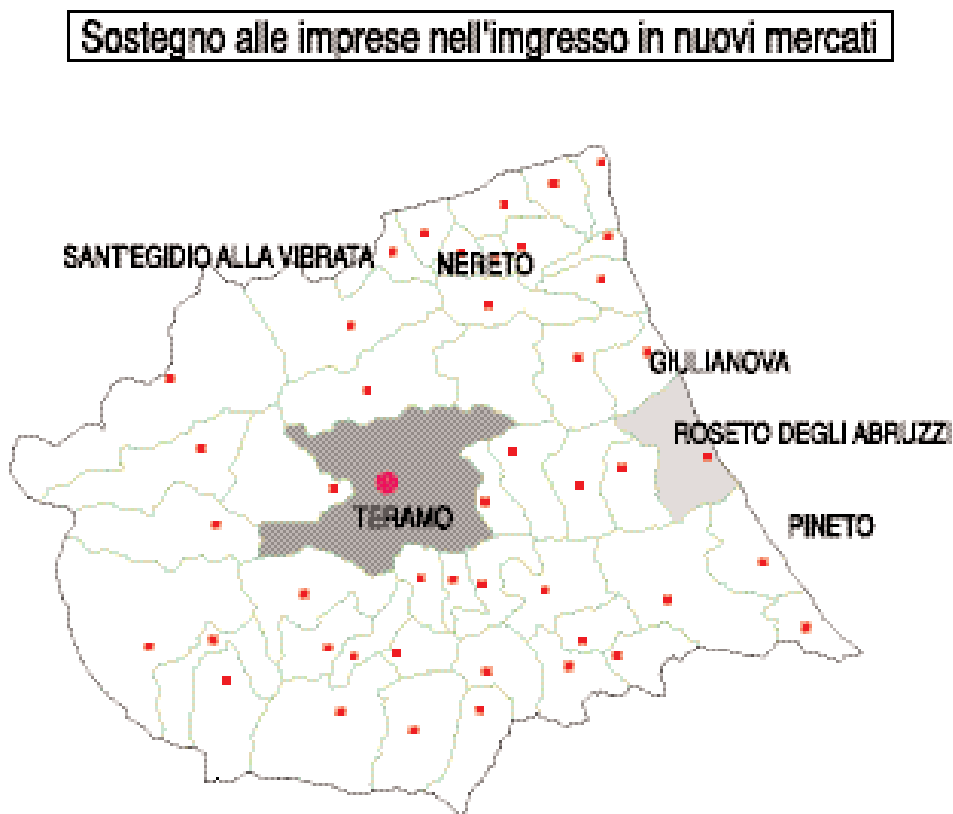 Sostegno alle imprese nell'imgresso in nuovi mercati
SANT'EGIDIO ALLA VIBRATA
NERETO
GIULIANOVA
ROSETO DEGLI ABRUZZI
TERAMO
PINETO